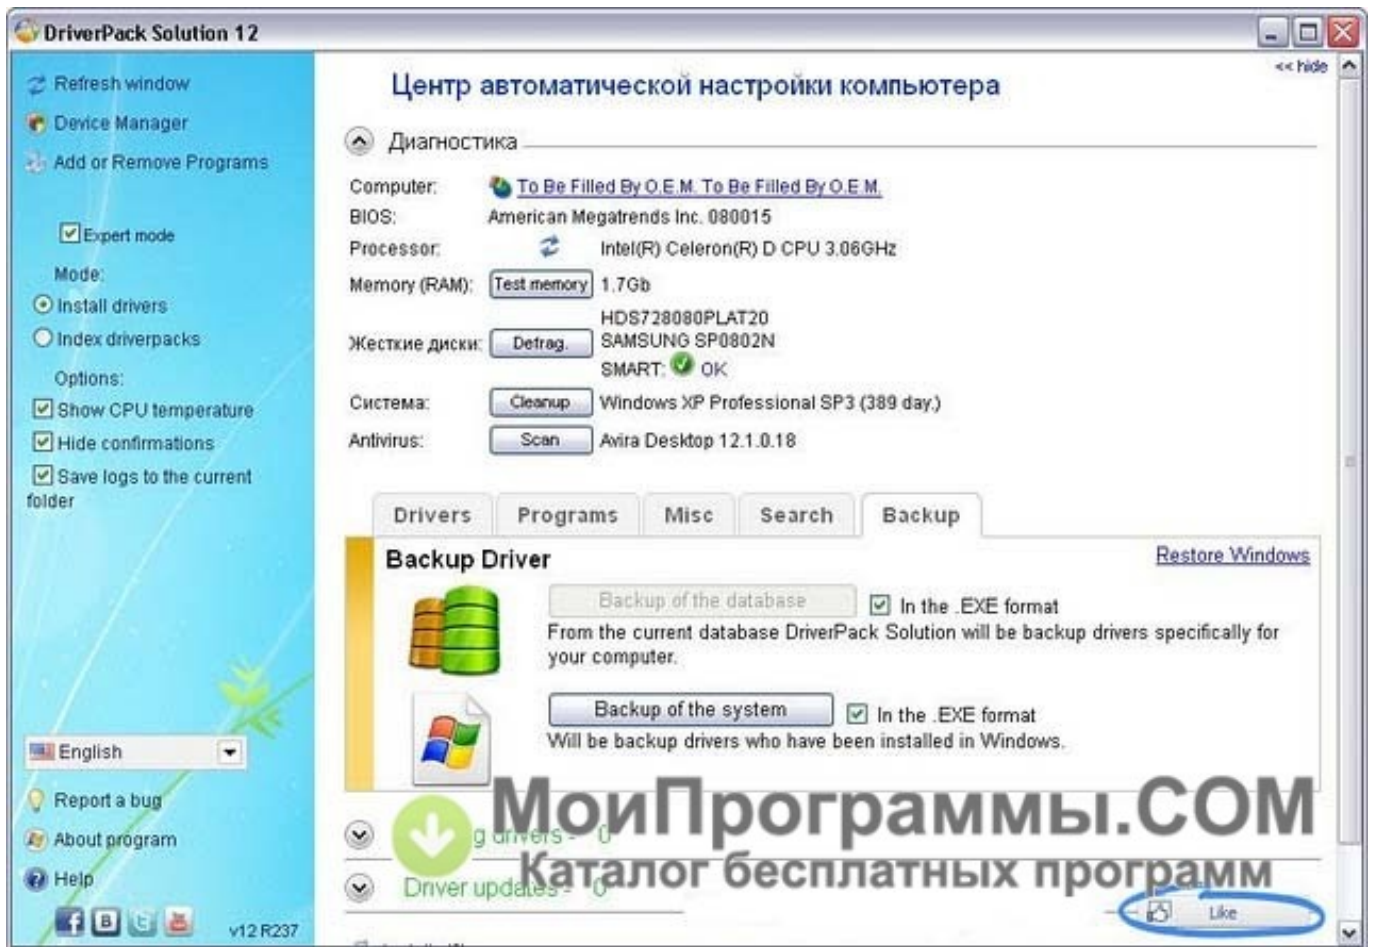 DriverPack Solution 12
<< hide
Refresh window
Device Manager
Add or Remove Programs
Expert mode
Mode:
Install drivers
Index driverpacks
Options:
Show CPU temperature
Hide confirmations
Save logs to the current
folder
English
Report a bug
About program
Help
v12 R237
Центр автоматической настройки компьютера
Диагностика
Computer: To Be Filled By O.E.M. To Be Filled By O.E.M.
BIOS: American Megatrends Inc. 080015
Processor: Intel(R) Celeron(R) D CPU 3.06GHz
Memory (RAM): Test memory 1.7Gb
HDS728080PLAT20
Жесткие диски: Defrag. SAMSUNG SP0802N
SMART: OK
Система: Cleanup Windows XP Professional SP3 (389 day.)
Antivirus: Scan Avira Desktop 12.1.0.18
Drivers Programs Misc Search Backup
Backup Driver Restore Windows
Backup of the database In the .EXE format
From the current database DriverPack Solution will be backup drivers specifically for
your computer.
Backup of the system In the .EXE format
Will be backup drivers who have been installed in Windows.
МоиПрограммы.COM
drivers - 0
Каталог бесплатных программ
Driver updates - 0
Like